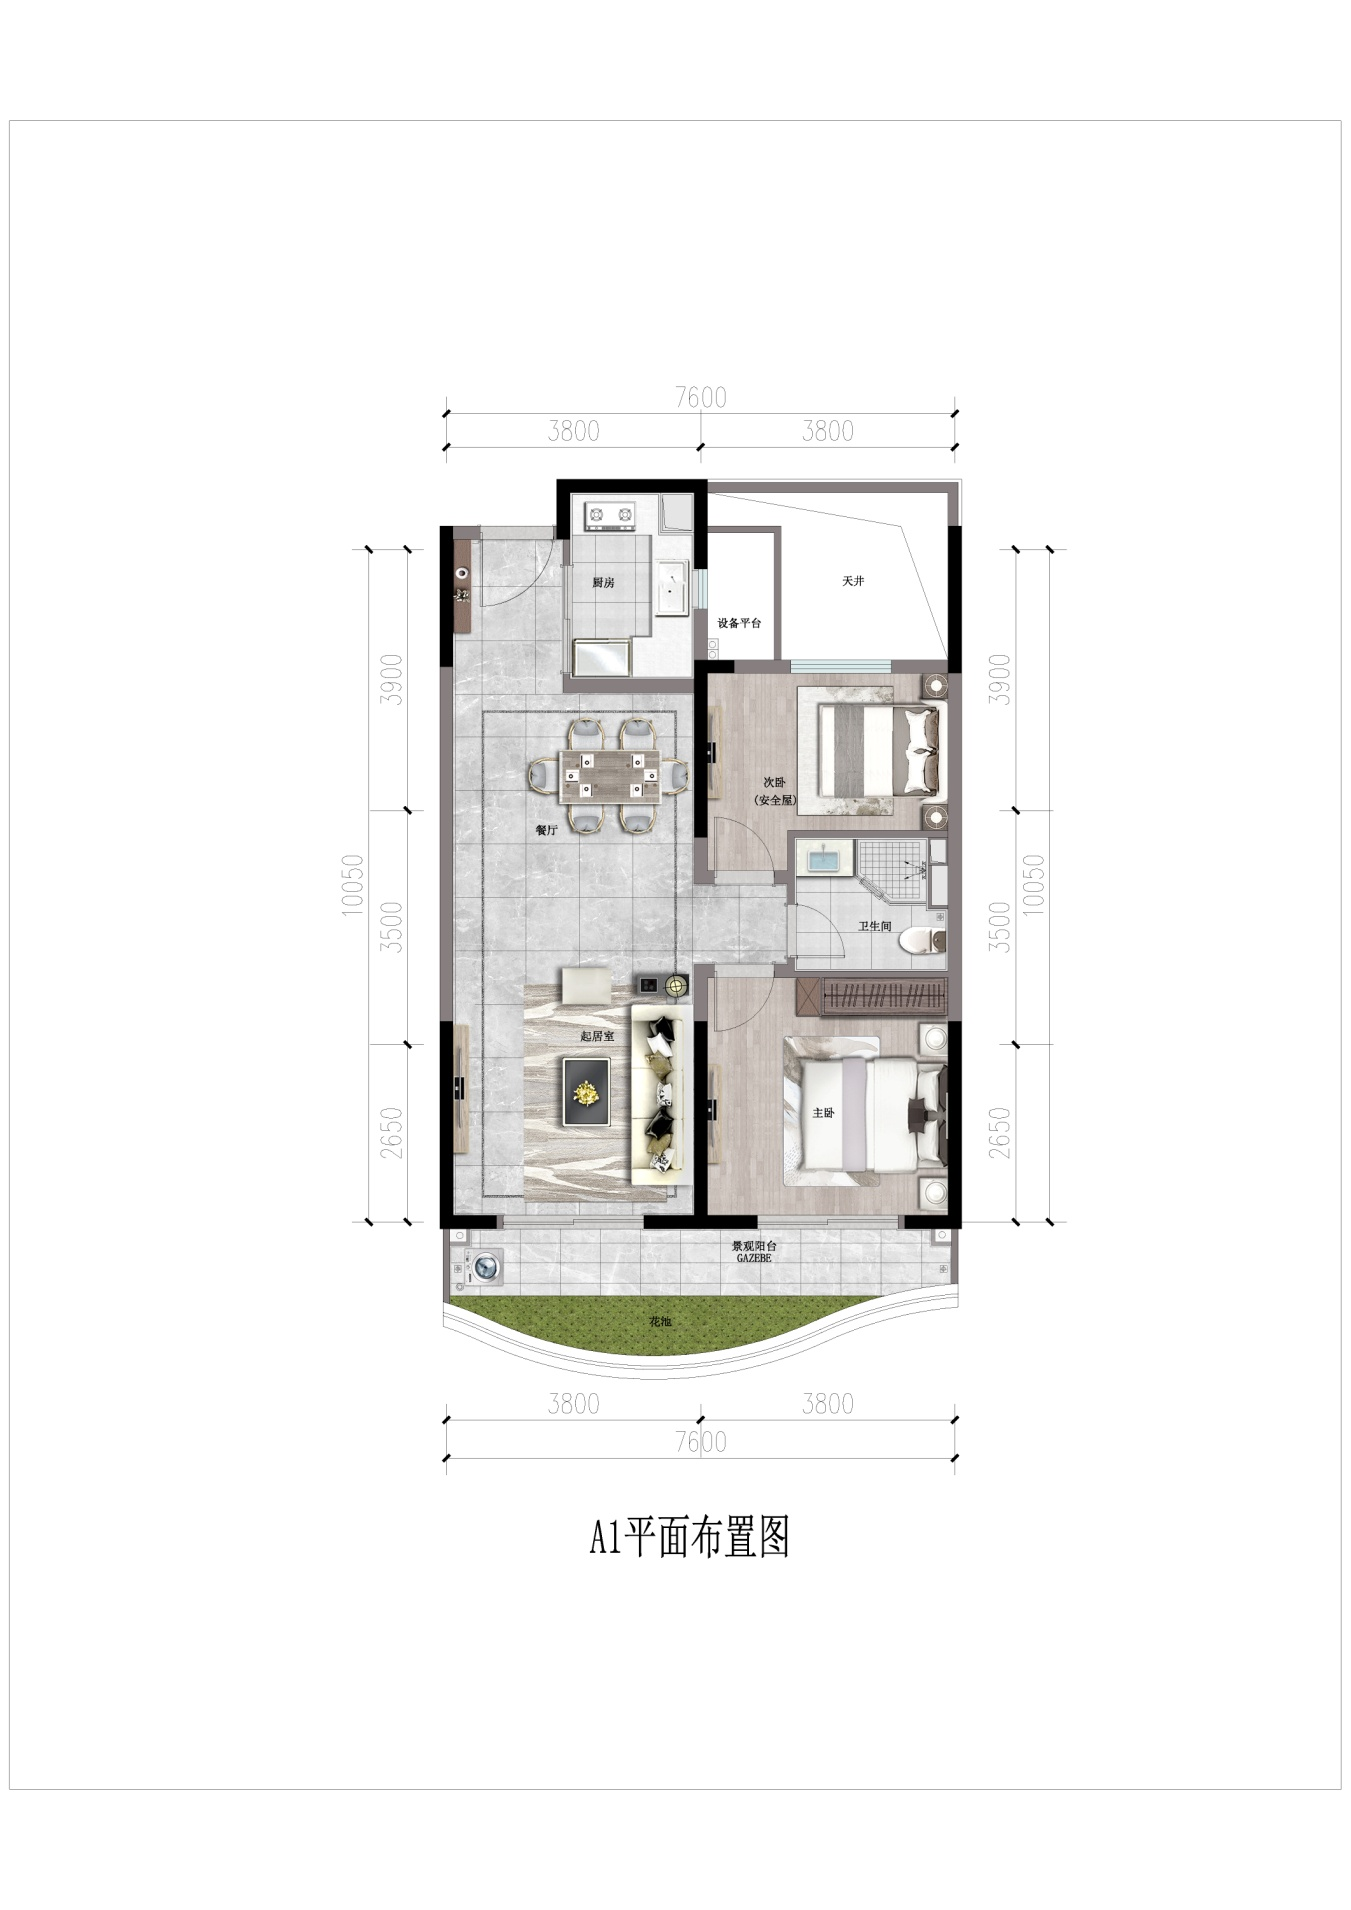 7600
3800
3800
厨房
天井
设备平台
3900
3900
次卧
(安全屋)
餐厅
10050
10050
3500
3500
卫生间
起居室
主卧
2650
2650
景观阳台
GAZEBE
花池
3800
3800
7600
A1平面布置图